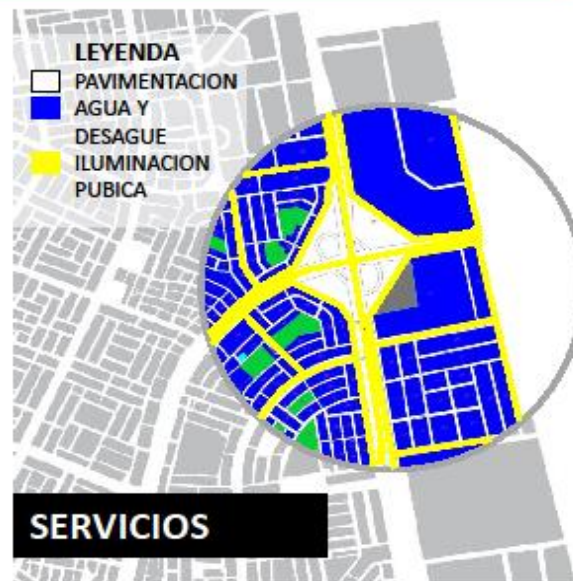 LEYENDA
PAVIMENTACION
AGUA Y
DESAGUE
ILUMINACION
PUBICA
SERVICIOS